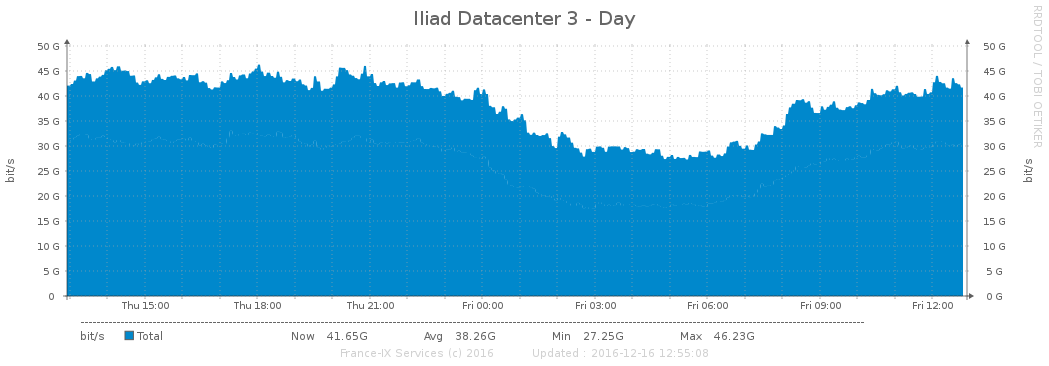 Iliad Datacenter 3 - Day
RRDTOOL / TOBI OETIKER
50 G 50 G
45 G 45 G
40 G 40 G
35 G 35 G
30 G 30 G
25 G 25 G
20 G 20 G
15 G 15 G
10 G 10 G
5 G 5 G
0 0 G
bit/s bit/s
Thu 15:00 Thu 18:00 Thu 21:00 Fri 00:00 Fri 03:00 Fri 06:00 Fri 09:00 Fri 12:00
bit/s Total Now 41.65G Avg 38.26G Min 27.25G Max 46.23G
France-IX Services (c) 2016 Updated : 2016-12-16 12:55:08